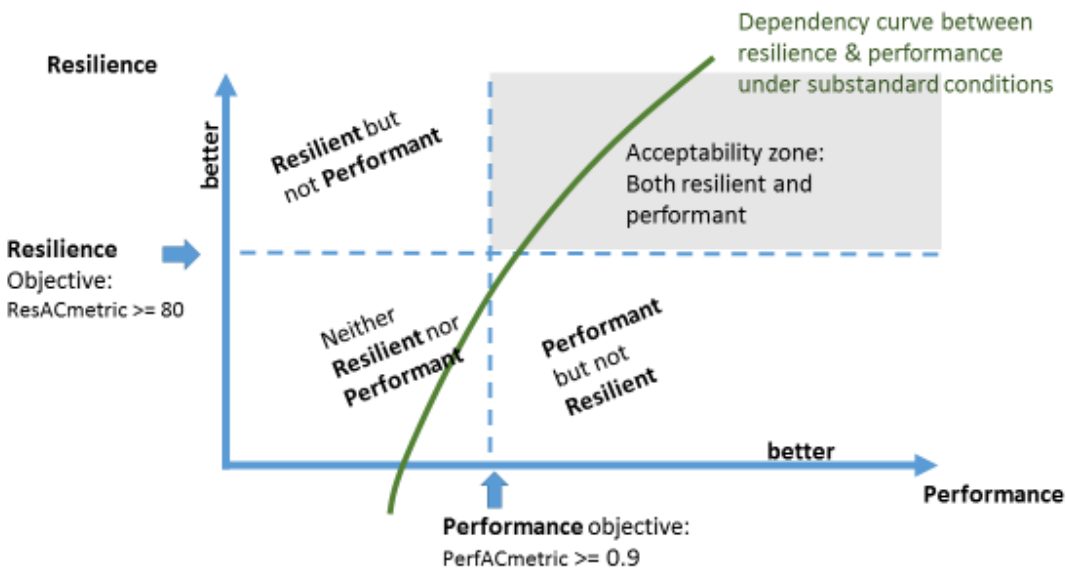 Dependency curve between
resilience & performance
under substandard conditions
Resilience
better
Resilient but
not Performant
Acceptability zone:
Both resilient and
performant
Resilience
Objective:
ResACmetric >= 80
Neither
Resilient nor
Performant
Performant
but not
Resilient
better
Performance
Performance objective:
PerfACmetric >= 0.9